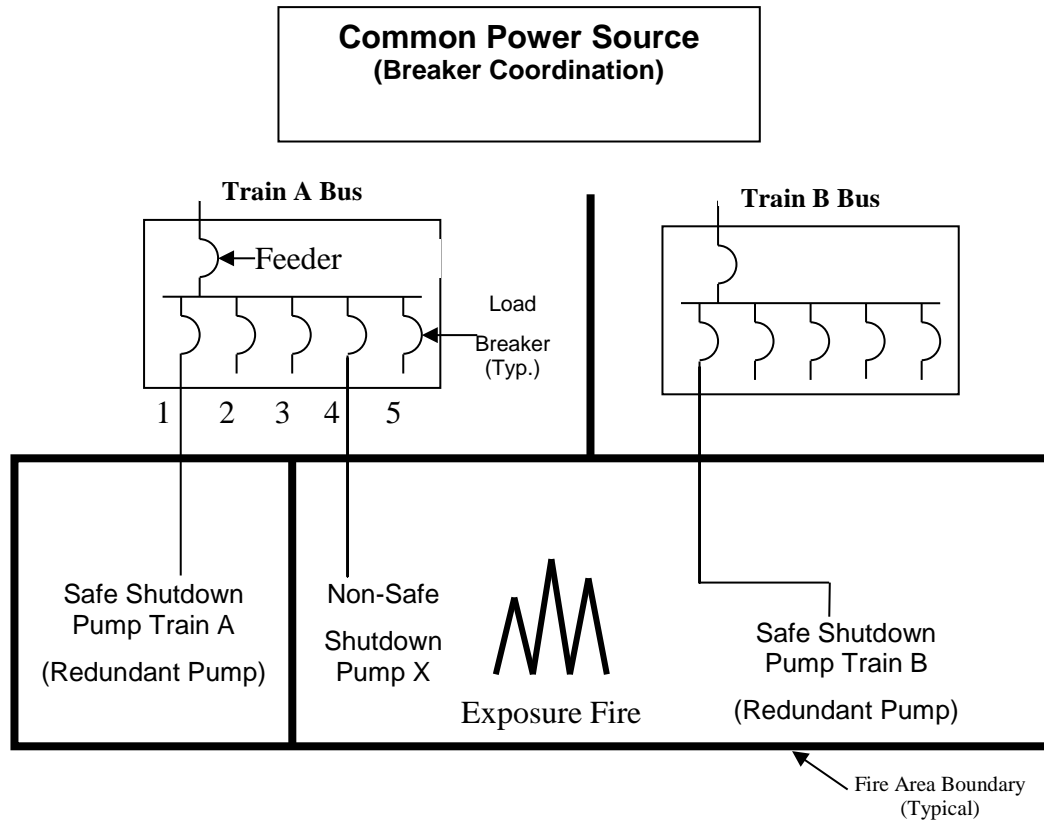 Common Power Source
(Breaker Coordination)
Train A Bus
Train B Bus
Feeder
Load
Breaker
(Typ.)
1 2 3 4 5
Safe Shutdown
Pump Train A
(Redundant Pump)
Non-Safe
Shutdown
Pump X
Exposure Fire
Safe Shutdown
Pump Train B
(Redundant Pump)
Fire Area Boundary
(Typical)